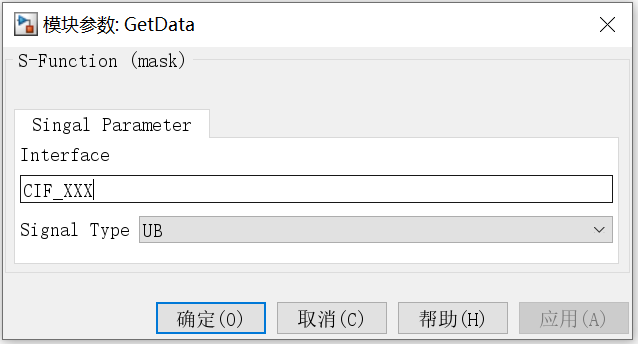 模块参数: GetData
S-Function (mask)
Singal Parameter
Interface
CIF_XXX
Signal Type UB
确定(O) 取消(C) 帮助(H) 应用(A)